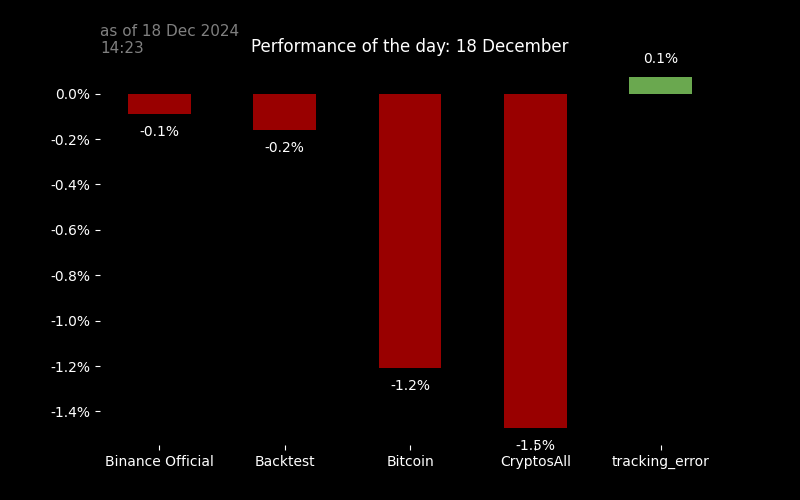 as of 18 Dec 2024
14:23
Performance of the day: 18 December
0.1%
0.0%
-0.1%
-0.2%
-0.2%
-0.4%
-0.6%
-0.8%
-1.0%
-1.2%
-1.2%
-1.4%
-1.5%
Binance Official
Backtest
Bitcoin
CryptosAll
tracking_error